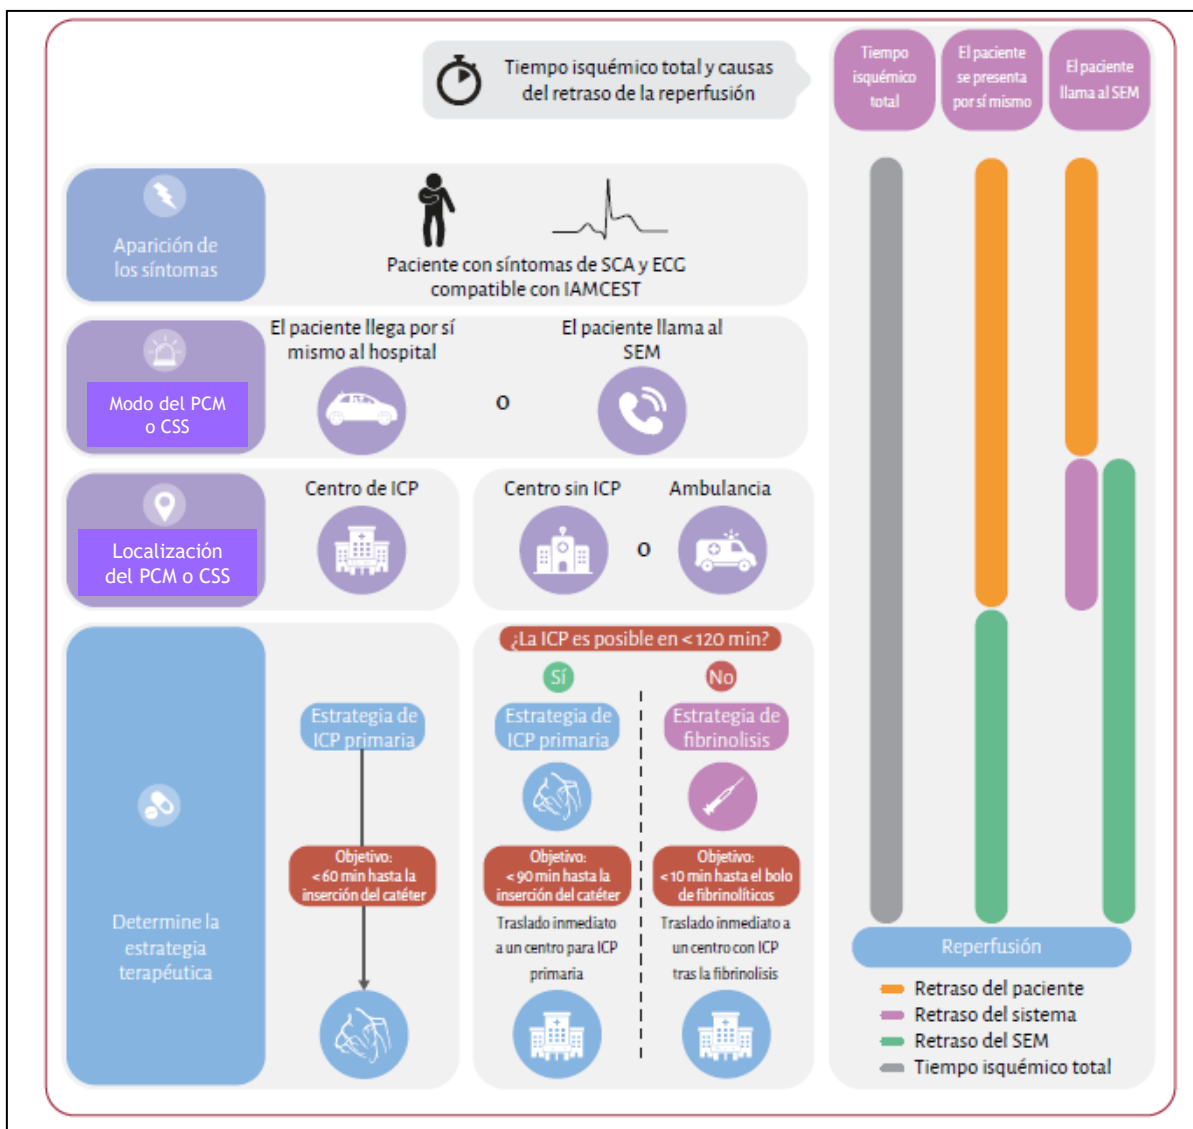 Tiempo isquémico total y causas
del retraso de la reperfusión
Tiempo
isquémico
total
El paciente
se presenta
por sí mismo
El paciente
llama al SEM
Aparición de
los síntomas
Paciente con síntomas de SCA y ECG
compatible con IAMCEST
Modo del PCM
o CSS
El paciente llega por sí
mismo al hospital
o
El paciente llama al
SEM
Localización
del PCM o CSS
Centro de ICP
Centro sin ICP
o
Ambulancia
Determine la
estrategia
terapéutica
Estrategia de
ICP primaria
Objetivo:
< 60 min hasta la
inserción del catéter
¿La ICP es posible en < 120 min?
Sí
Estrategia de
ICP primaria
Objetivo:
< 90 min hasta la
inserción del catéter
Traslado inmediato
a un centro para ICP
primaria
No
Estrategia de
fibrinolisis
Objetivo:
< 10 min hasta el bolo
de fibrinolíticos
Traslado inmediato a
un centro con ICP
tras la fibrinolisis
Reperfusión
Retraso del paciente
Retraso del sistema
Retraso del SEM
Tiempo isquémico total